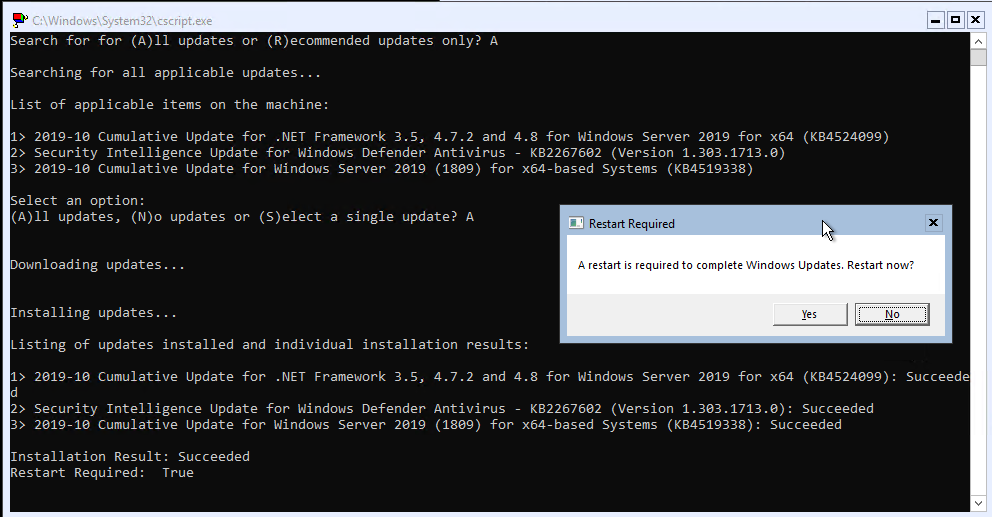 C:\Windows\System32\cscript.exe
Search for for (A)ll updates or (R)ecommended updates only? A
Searching for all applicable updates...
List of applicable items on the machine:
1> 2019-10 Cumulative Update for .NET Framework 3.5, 4.7.2 and 4.8 for Windows Server 2019 for x64 (KB4524099)
2> Security Intelligence Update for Windows Defender Antivirus - KB2267602 (Version 1.303.1713.0)
3> 2019-10 Cumulative Update for Windows Server 2019 (1809) for x64-based Systems (KB4519338)
Select an option:
(A)ll updates, (N)o updates or (S)elect a single update? A
Downloading updates...
Installing updates...
Listing of updates installed and individual installation results:
1> 2019-10 Cumulative Update for .NET Framework 3.5, 4.7.2 and 4.8 for Windows Server 2019 for x64 (KB4524099): Succeede
d
2> Security Intelligence Update for Windows Defender Antivirus - KB2267602 (Version 1.303.1713.0): Succeeded
3> 2019-10 Cumulative Update for Windows Server 2019 (1809) for x64-based Systems (KB4519338): Succeeded
Installation Result: Succeeded
Restart Required:  True
Restart Required
A restart is required to complete Windows Updates. Restart now?
Yes
No